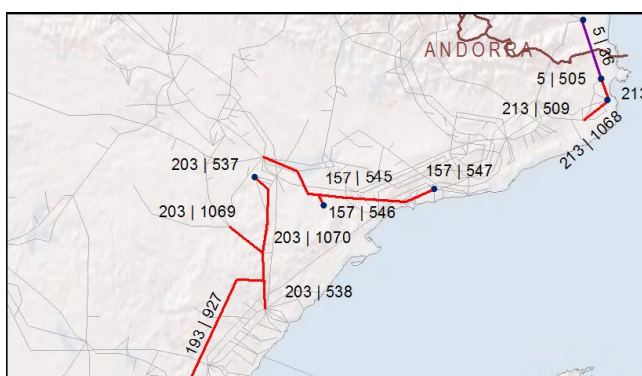 5 | 36
ANDORRA
5 | 505
213
213 | 509
213 | 1068
203 | 537
157 | 545
157 | 547
203 | 1069
157 | 546
203 | 1070
203 | 538
193 | 927